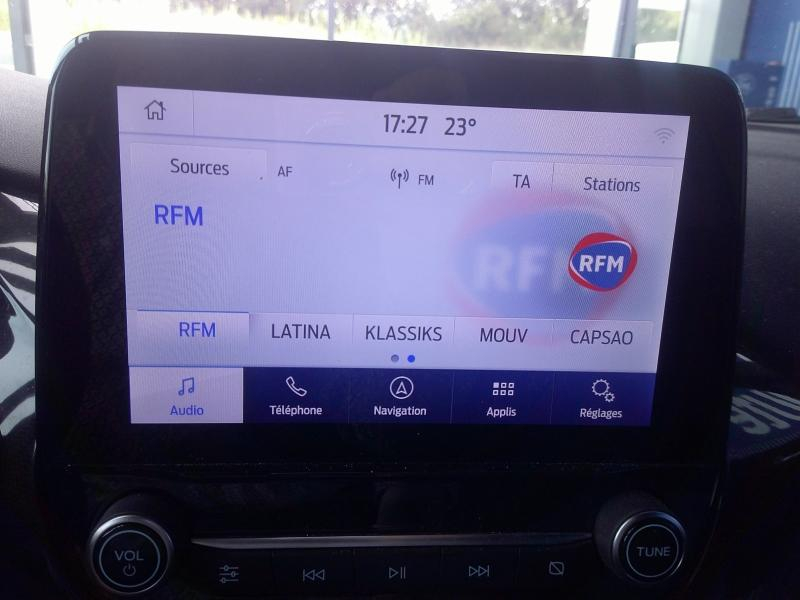 17:27 23°
Sources AF FM TA Stations
RFM
RFM
RFM
RFM LATINA KLASSIKS MOUV CAPSAO
Audio Téléphone Navigation Applis Réglages
VOL TUNE